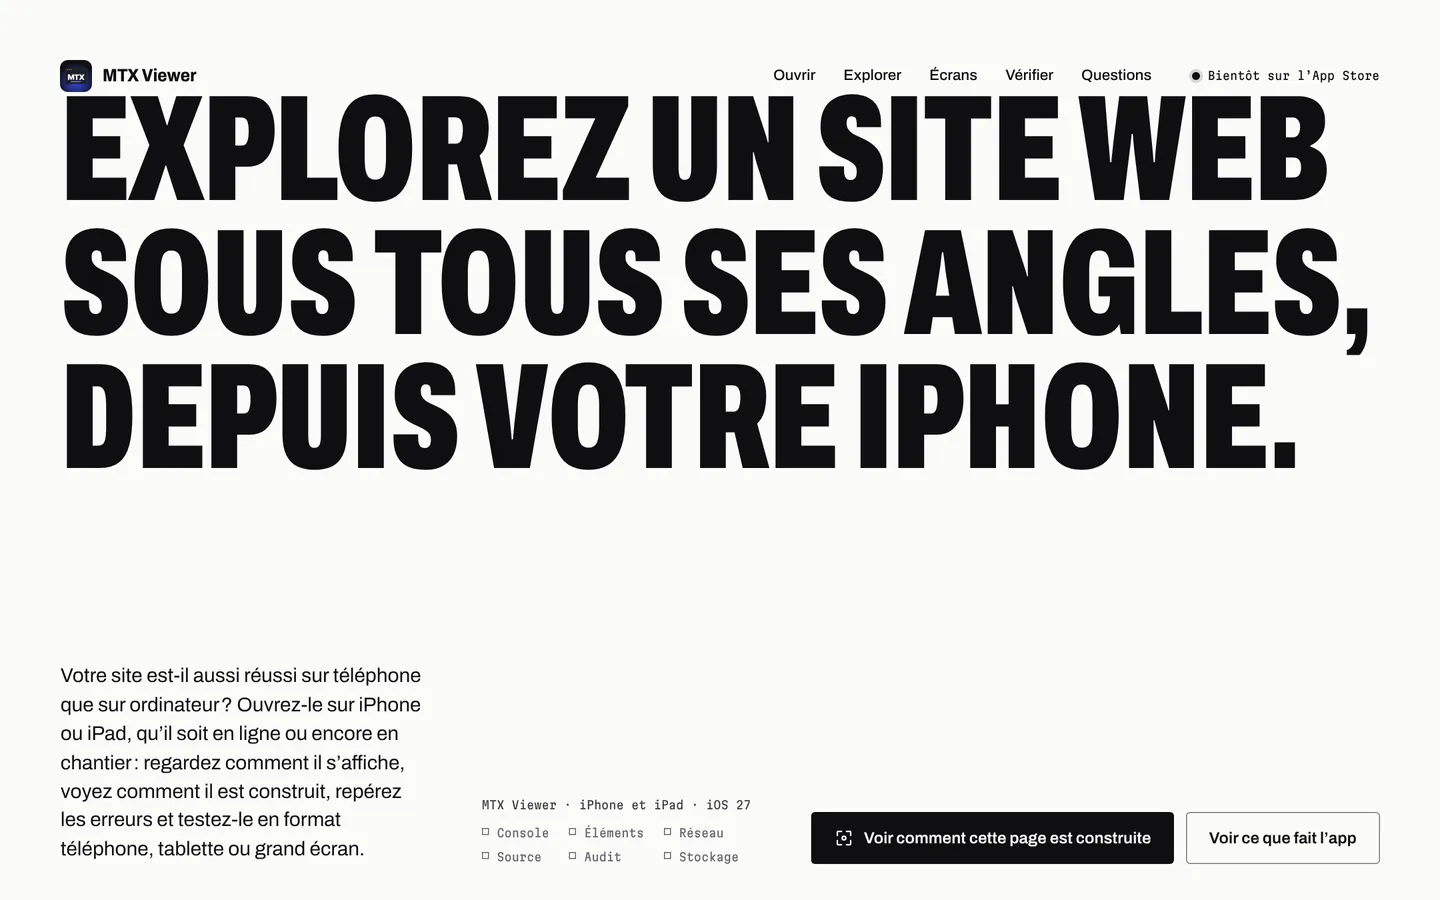 MTX
MTX Viewer
Ouvrir
Explorer
Écrans
Vérifier
Questions
Bientôt sur l’App Store
EXPLOREZ UN SITE WEB
SOUS TOUS SES ANGLES,
DEPUIS VOTRE IPHONE.
Votre site est-il aussi réussi sur téléphone
que sur ordinateur ? Ouvrez-le sur iPhone
ou iPad, qu’il soit en ligne ou encore en
chantier : regardez comment il s’affiche,
voyez comment il est construit, repérez
les erreurs et testez-le en format
téléphone, tablette ou grand écran.
MTX Viewer · iPhone et iPad · iOS 27
Console
Éléments
Réseau
Source
Audit
Stockage
Voir comment cette page est construite
Voir ce que fait l’app